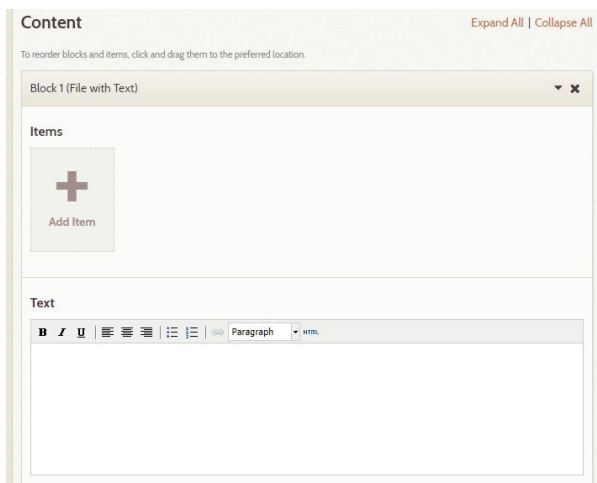 Content
Expand All | Collapse All
To reorder blocks and items, click and drag them to the preferred location.
Block 1 (File with Text)
Items
Add Item
Text
B I U Paragraph HTML